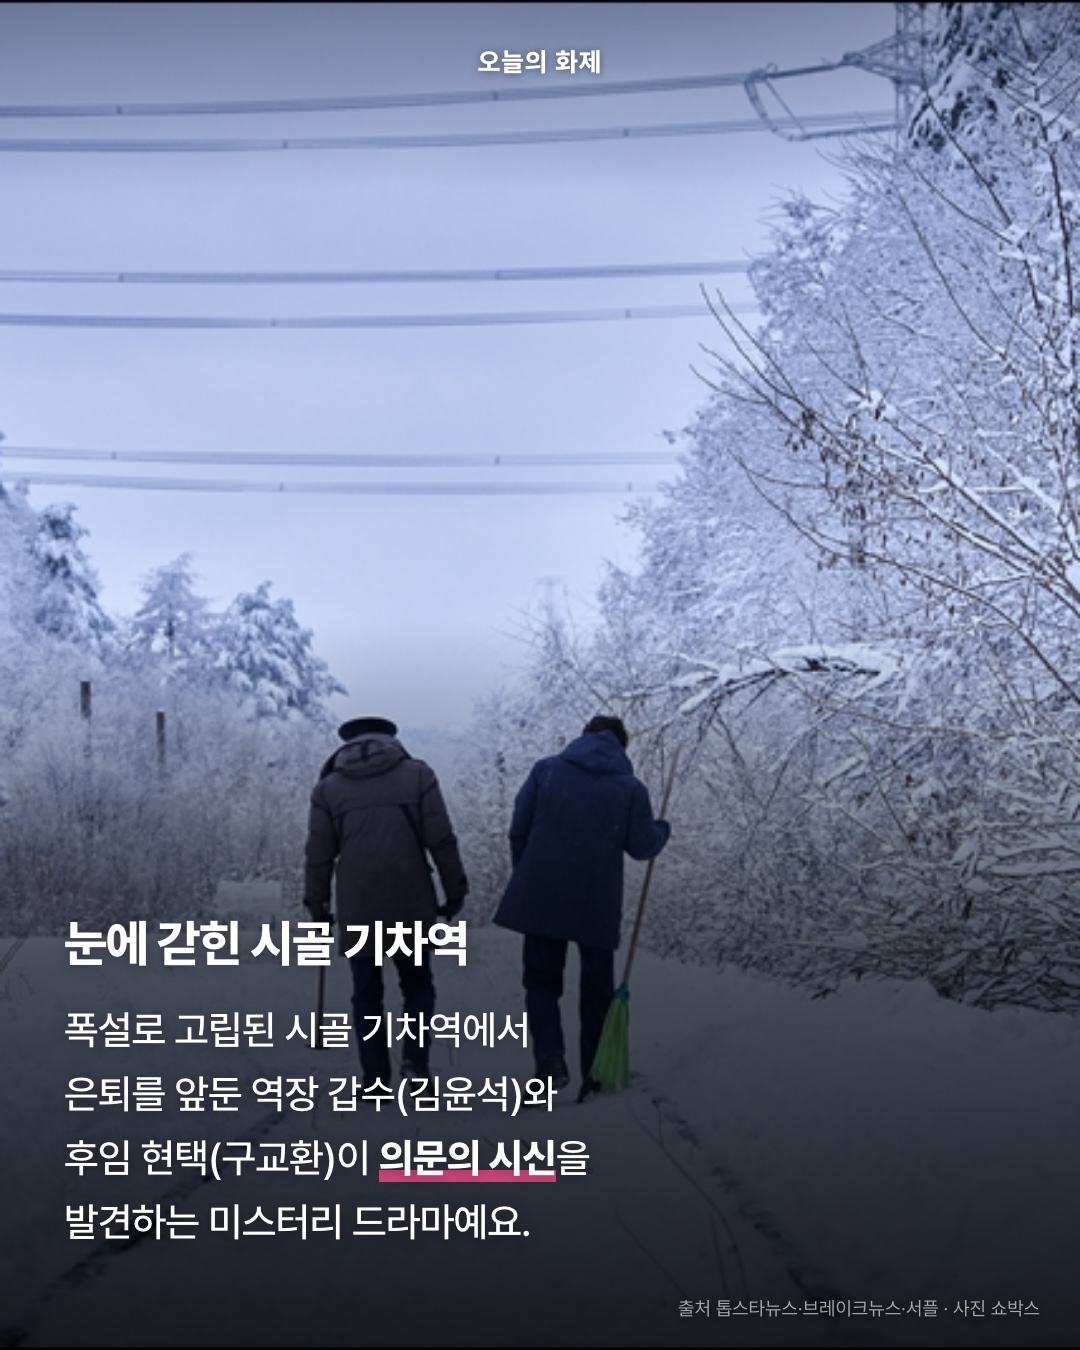 오늘의 화제
눈에 갇힌 시골 기차역
폭설로 고립된 시골 기차역에서
은퇴를 앞둔 역장 갑수(김윤석)와
후임 현택(구교환)이 의문의 시신을
발견하는 미스터리 드라마예요.
출처 톱스타뉴스·브레이크뉴스·서플 · 사진 쇼박스